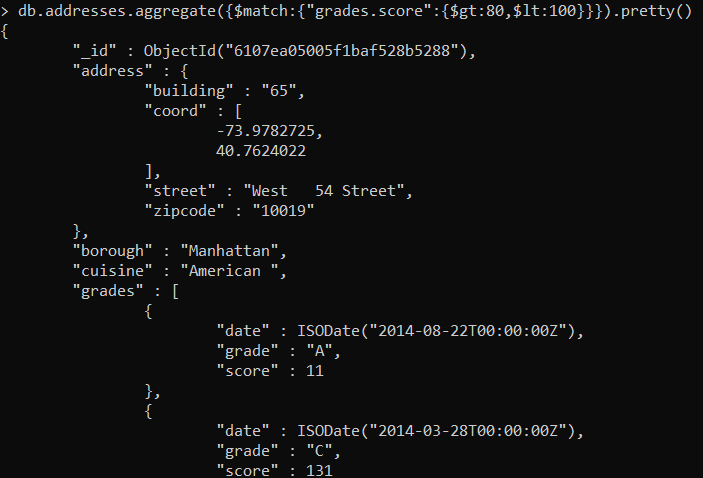 > db.addresses.aggregate({$match:{"grades.score":{$gt:80,$lt:100}}}).pretty()
{
        "_id" : ObjectId("6107ea05005f1baf528b5288"),
        "address" : {
                "building" : "65",
                "coord" : [
                        -73.9782725,
                        40.7624022
                ],
                "street" : "West   54 Street",
                "zipcode" : "10019"
        },
        "borough" : "Manhattan",
        "cuisine" : "American ",
        "grades" : [
                {
                        "date" : ISODate("2014-08-22T00:00:00Z"),
                        "grade" : "A",
                        "score" : 11
                },
                {
                        "date" : ISODate("2014-03-28T00:00:00Z"),
                        "grade" : "C",
                        "score" : 131